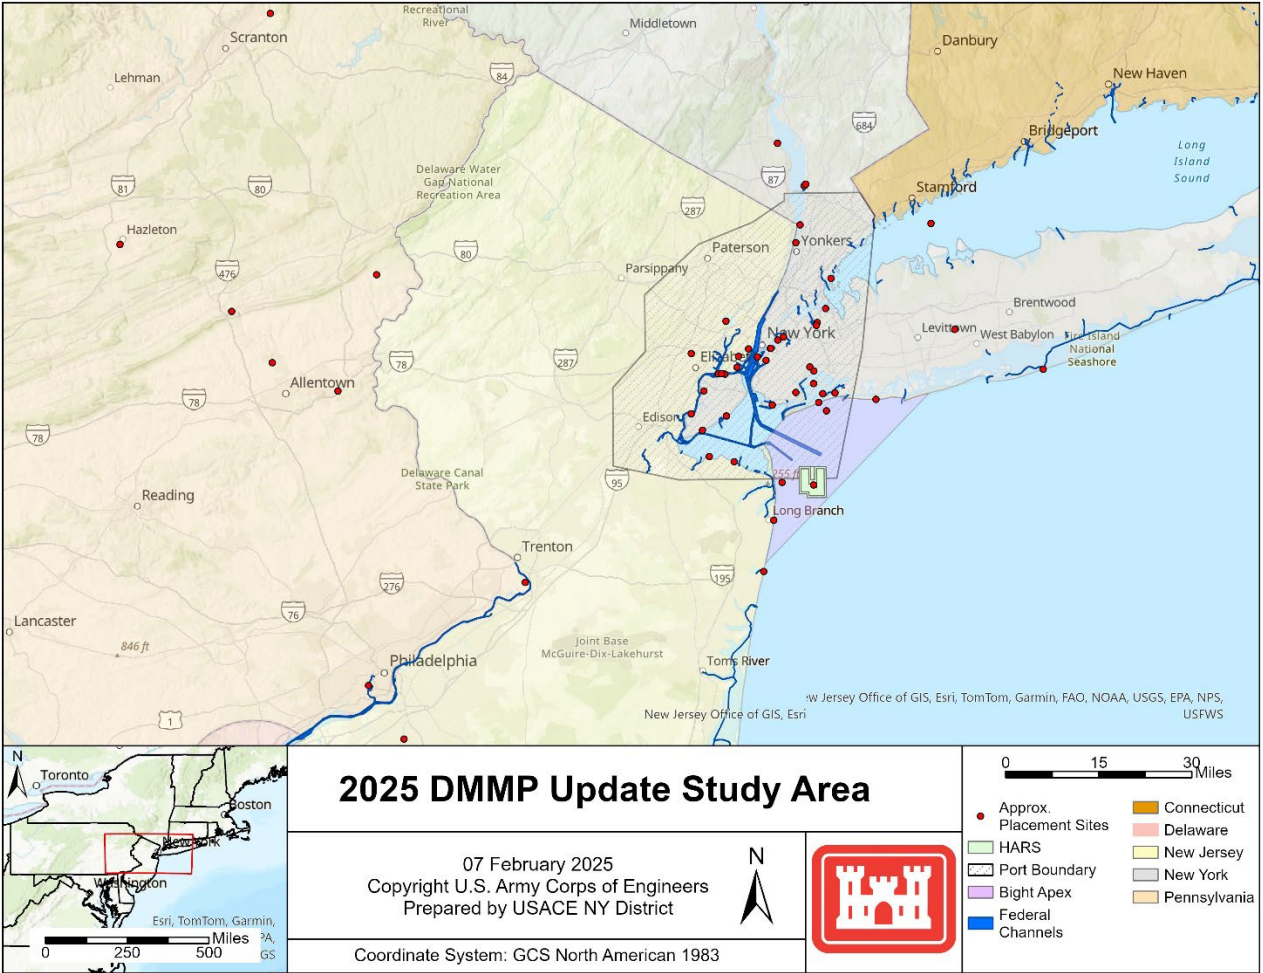 Recreational
River
Middletown
Scranton
Danbury
84
New Haven
Lehman
684
Bridgeport
Long
Island
Sound
Delaware Water
Gap National
Recreation Area
87
81
80
Stamford
287
Hazleton
80
Paterson
Yonkers
476
Parsippany
Brentwood
New York
Levittown
West Babylon
Fire Island
National
Seashore
78
287
Elizabeth
Allentown
78
Edison
78
Delaware Canal
State Park
95
255 ft
Reading
Long Branch
Trenton
276
195
76
Lancaster
846 ft
Joint Base
McGuire-Dix-Lakehurst
Philadelphia
Toms River
1
New Jersey Office of GIS, Esri
ew Jersey Office of GIS, Esri, TomTom, Garmin, FAO, NOAA, USGS, EPA, NPS,
USFWS
N
Toronto
Boston
New York
Washington
Esri, TomTom, Garmin,
PA,
GS
Miles
0 250 500
2025 DMMP Update Study Area
07 February 2025
Copyright U.S. Army Corps of Engineers
Prepared by USACE NY District
N
Coordinate System: GCS North American 1983
0 15 30
Miles
Approx.
Placement Sites
HARS
Port Boundary
Bight Apex
Federal
Channels
Connecticut
Delaware
New Jersey
New York
Pennsylvania